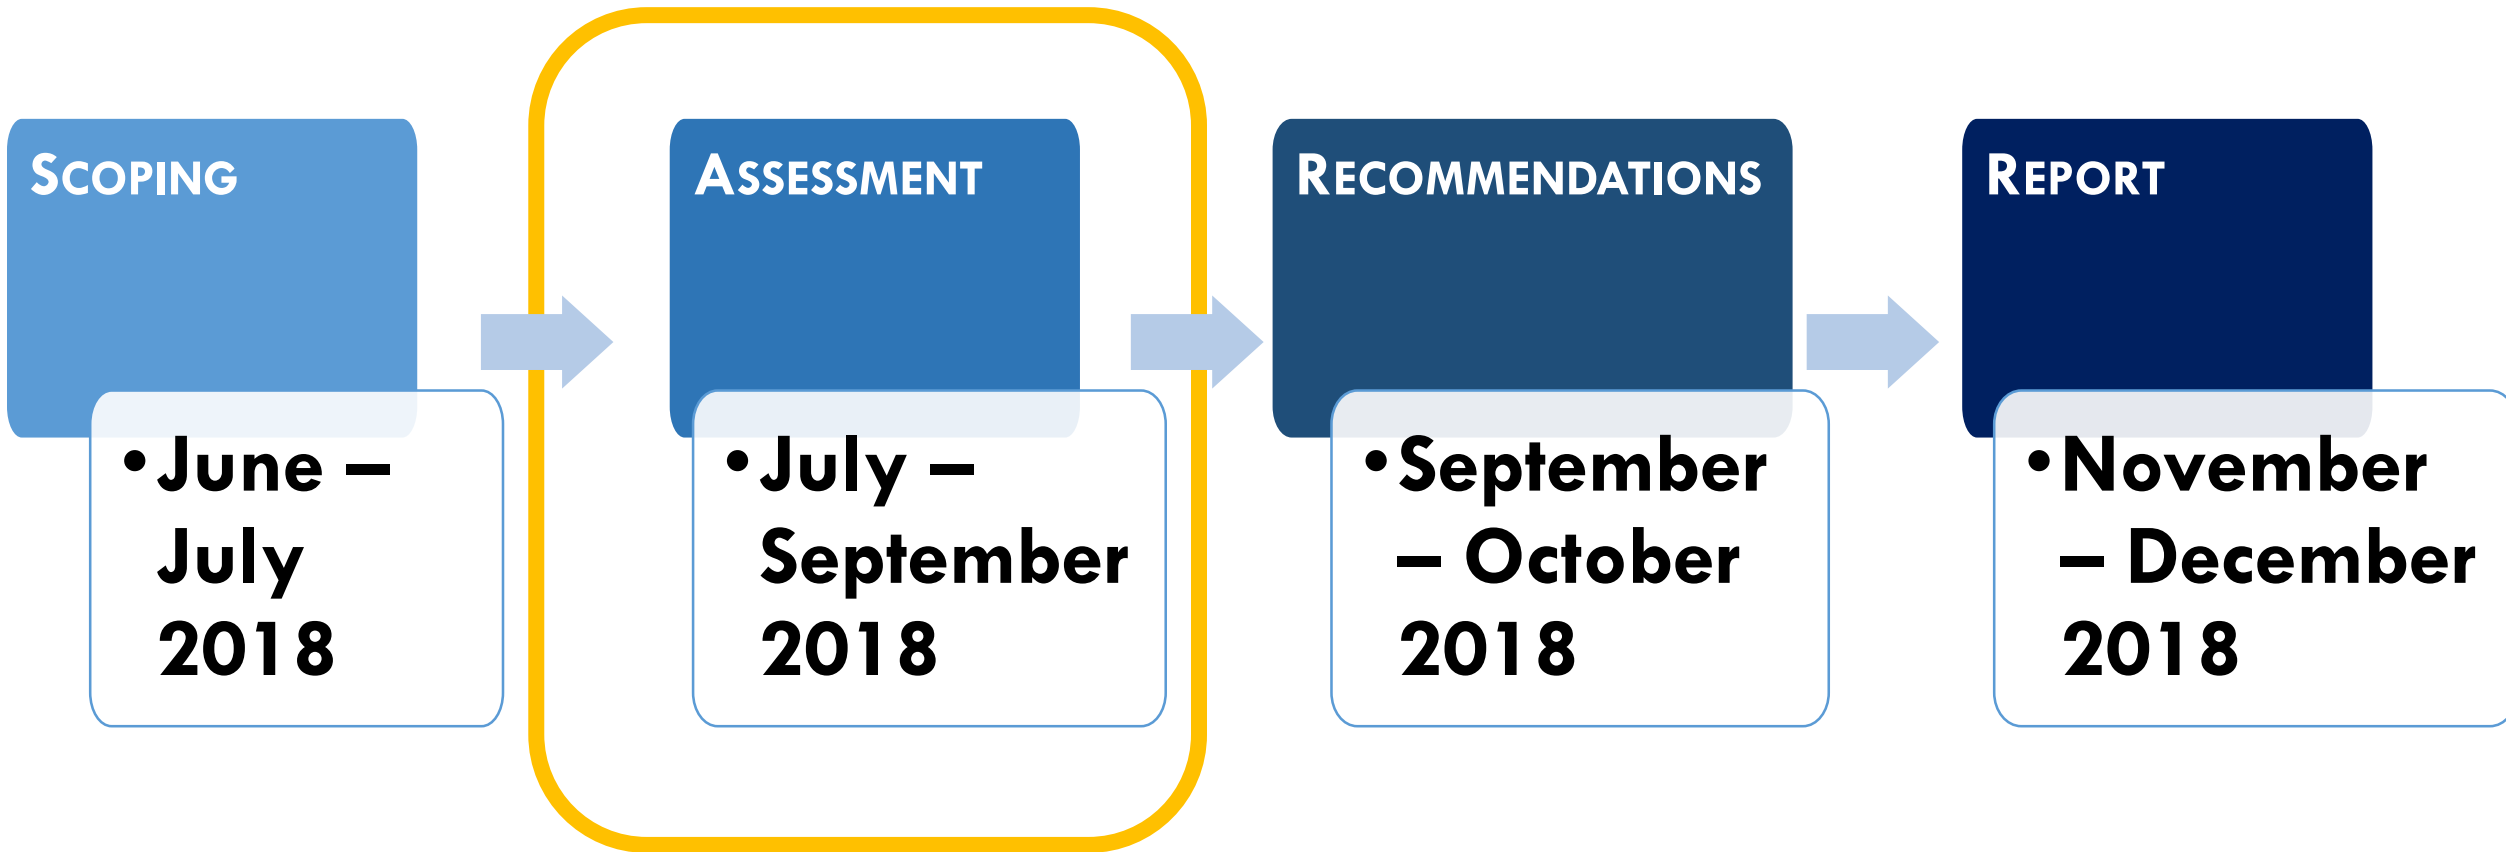 SCOPING
• June –
July
2018
ASSESSMENT
• July –
September
2018
RECOMMENDATIONS
• September
– October
2018
REPORT
• November
– December
2018